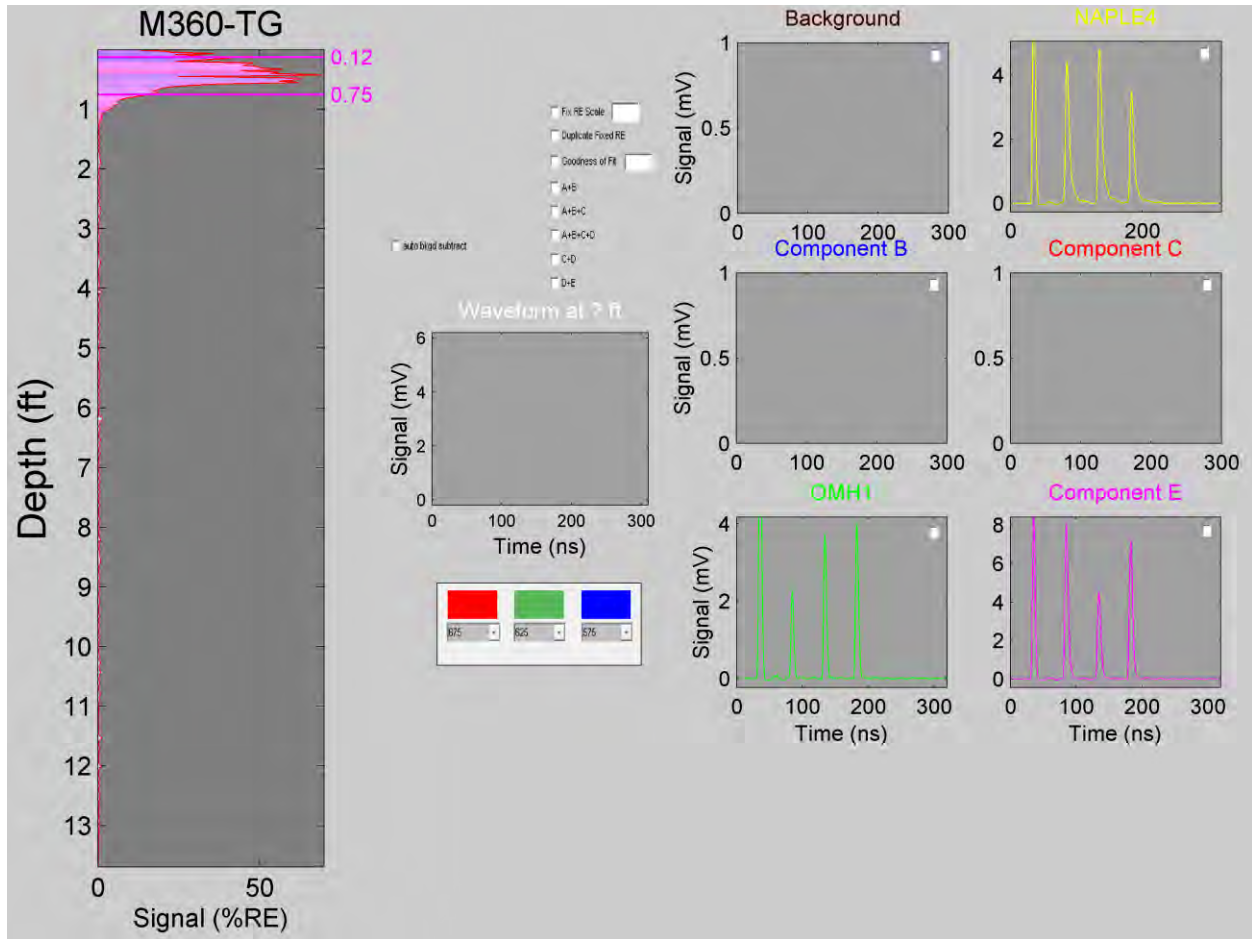 M360-TG
0.12
0.75
1
2
3
4
5
6
7
8
9
10
11
12
13
Depth (ft)
0
50
Signal (%RE)
Fix RE Scale
Duplicate Fixed RE
Goodness of Fit
A+B
A+B+C
A+B+C+D
C+D
D+E
auto bkgd subtract
Waveform at ? ft
6
4
2
0
Signal (mV)
0 100 200 300
Time (ns)
675 625 575
Background
1
0.5
0
Signal (mV)
0 100 200 300
NAPLE4
4
2
0
200
Component B
1
0.5
0
Signal (mV)
0 100 200 300
Component C
1
0.5
0 100 200 300
OMH1
4
2
0
Signal (mV)
0 100 200 300
Time (ns)
Component E
8
6
4
2
0
0 100 200 300
Time (ns)